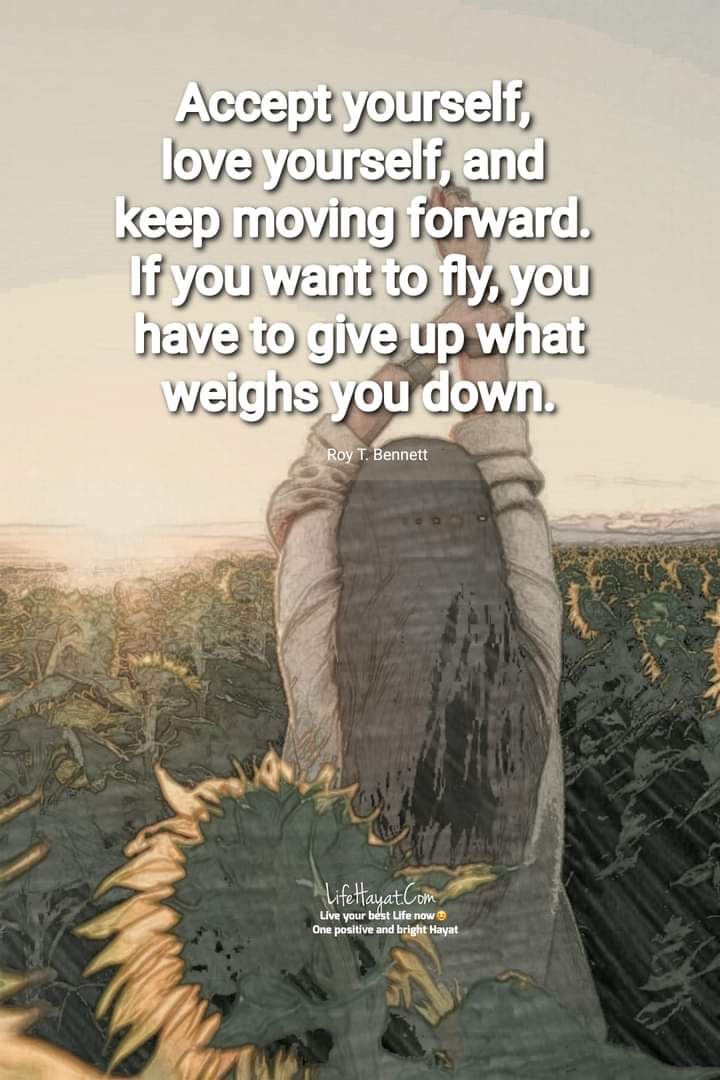 Accept yourself,
love yourself, and
keep moving forward.
If you want to fly, you
have to give up what
weighs you down.
Roy T. Bennett
LifeHayat.Com
Live your best Life now😉
One positive and bright Hayat